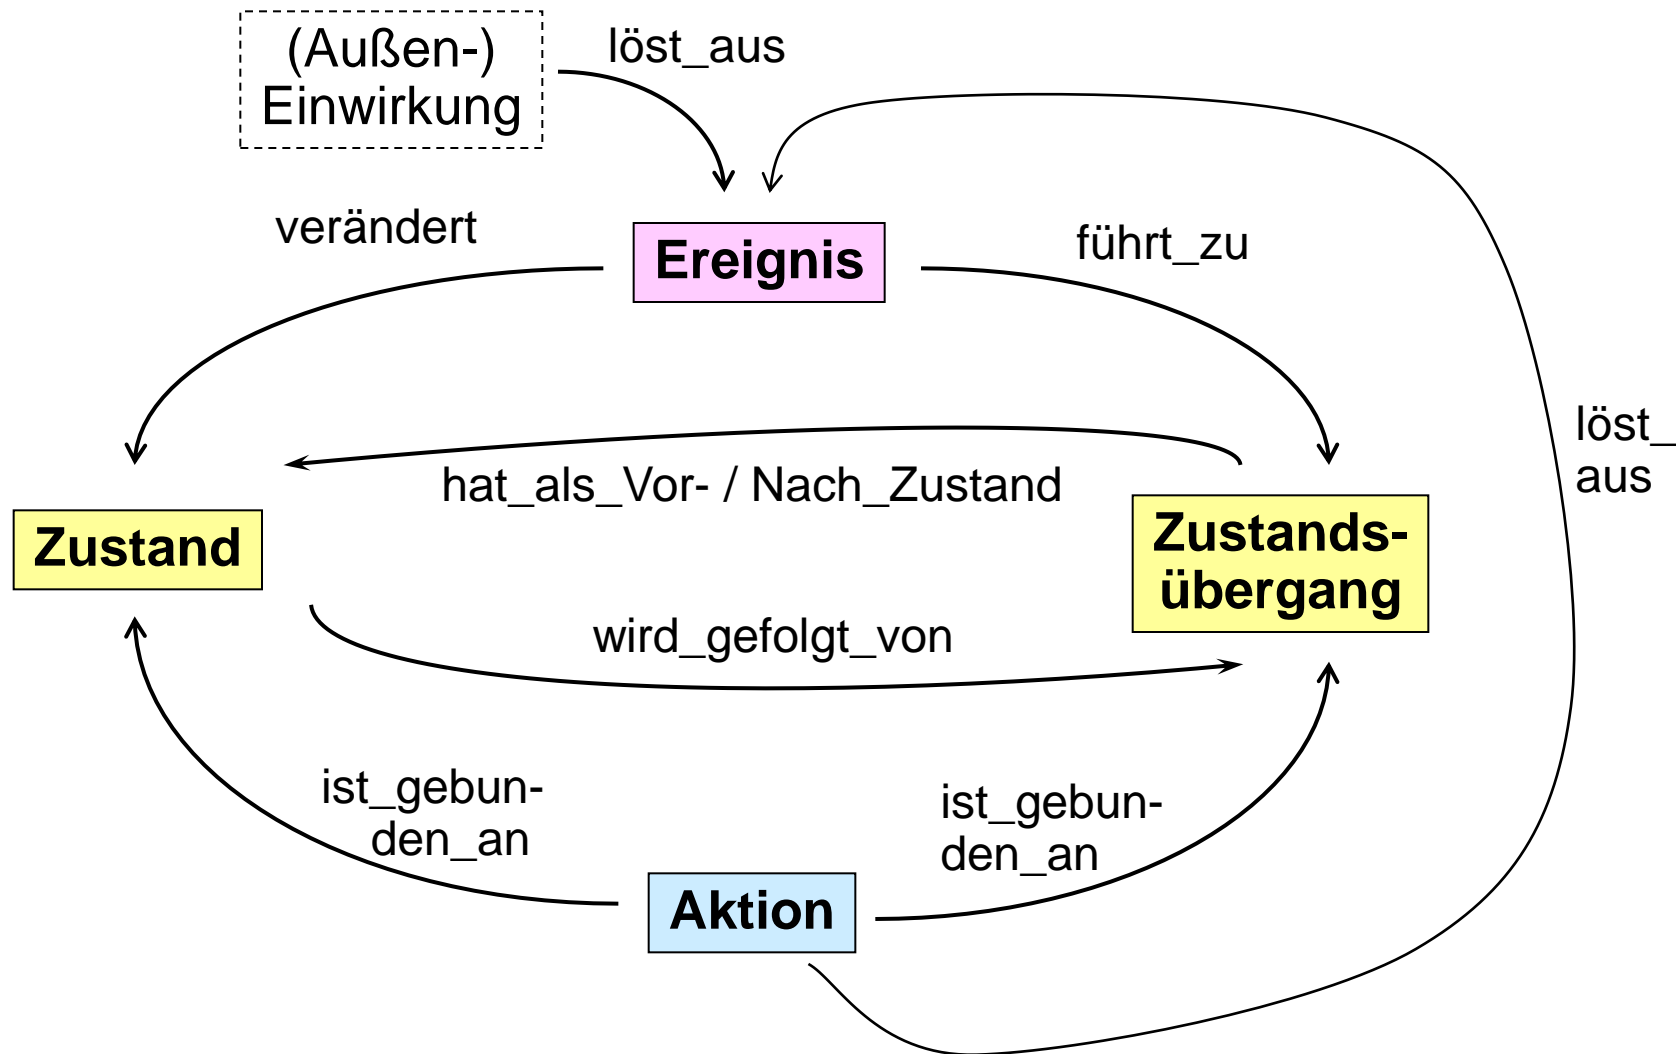 (Außen-)
Einwirkung
löst_aus
verändert
Ereignis
führt_zu
löst_
aus
hat_als_Vor- / Nach_Zustand
Zustand
Zustands-
übergang
wird_gefolgt_von
ist_gebun-
den_an
ist_gebun-
den_an
Aktion